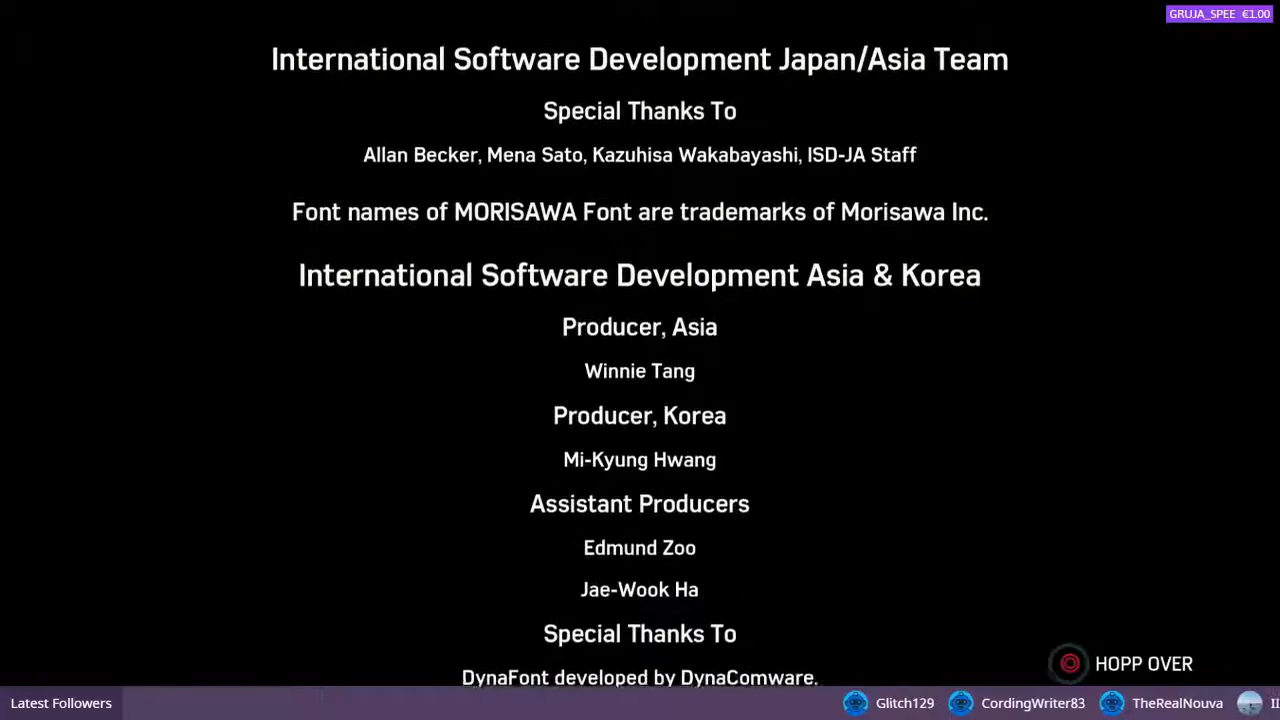 GRUJA_SPEE €1.00
International Software Development Japan/Asia Team
Special Thanks To
Allan Becker, Mena Sato, Kazuhisa Wakabayashi, ISD-JA Staff
Font names of MORISAWA Font are trademarks of Morisawa Inc.
International Software Development Asia & Korea
Producer, Asia
Winnie Tang
Producer, Korea
Mi-Kyung Hwang
Assistant Producers
Edmund Zoo
Jae-Wook Ha
Special Thanks To
HOPP OVER
DynaFont developed by DynaComware.
Latest Followers Glitch129 CordingWriter83 TheRealNouva